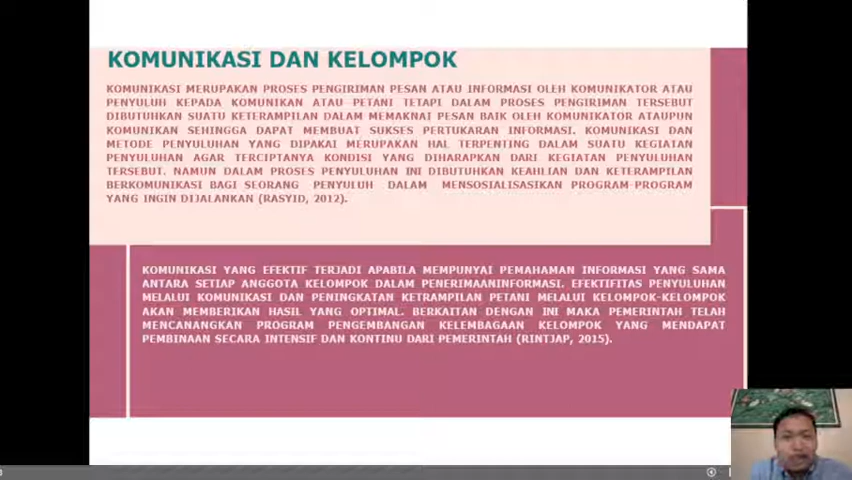 KOMUNIKASI DAN KELOMPOK
KOMUNIKASI MERUPAKAN PROSES PENGIRIMAN PESAN ATAU INFORMASI OLEH KOMUNIKATOR ATAU
PENYULUH KEPADA KOMUNIKAN ATAU PETANI TETAPI DALAM PROSES PENGIRIMAN TERSEBUT
DIBUTUHKAN SUATU KETERAMPILAN DALAM MEMAKNAI PESAN BAIK OLEH KOMUNIKATOR ATAUPUN
KOMUNIKAN SEHINGGA DAPAT MEMBUAT SUKSES PERTUKARAN INFORMASI. KOMUNIKASI DAN
METODE PENYULUHAN YANG DIPAKAI MERUPAKAN HAL TERPENTING DALAM SUATU KEGIATAN
PENYULUHAN AGAR TERCIPTANYA KONDISI YANG DIHARAPKAN DARI KEGIATAN PENYULUHAN
TERSEBUT. NAMUN DALAM PROSES PENYULUHAN INI DIBUTUHKAN KEAHLIAN DAN KETERAMPILAN
BERKOMUNIKASI BAGI SEORANG PENYULUH DALAM MENSOSIALISASIKAN PROGRAM-PROGRAM
YANG INGIN DIJALANKAN (RASYID, 2012).
KOMUNIKASI YANG EFEKTIF TERJADI APABILA MEMPUNYAI PEMAHAMAN INFORMASI YANG SAMA
ANTARA SETIAP ANGGOTA KELOMPOK DALAM PENERIMAANINFORMASI. EFEKTIFITAS PENYULUHAN
MELALUI KOMUNIKASI DAN PENINGKATAN KETRAMPILAN PETANI MELALUI KELOMPOK-KELOMPOK
AKAN MEMBERIKAN HASIL YANG OPTIMAL. BERKAITAN DENGAN INI MAKA PEMERINTAH TELAH
MENCANANGKAN PROGRAM PENGEMBANGAN KELEMBAGAAN KELOMPOK YANG MENDAPAT
PEMBINAAN SECARA INTENSIF DAN KONTINU DARI PEMERINTAH (RINTJAP, 2015).